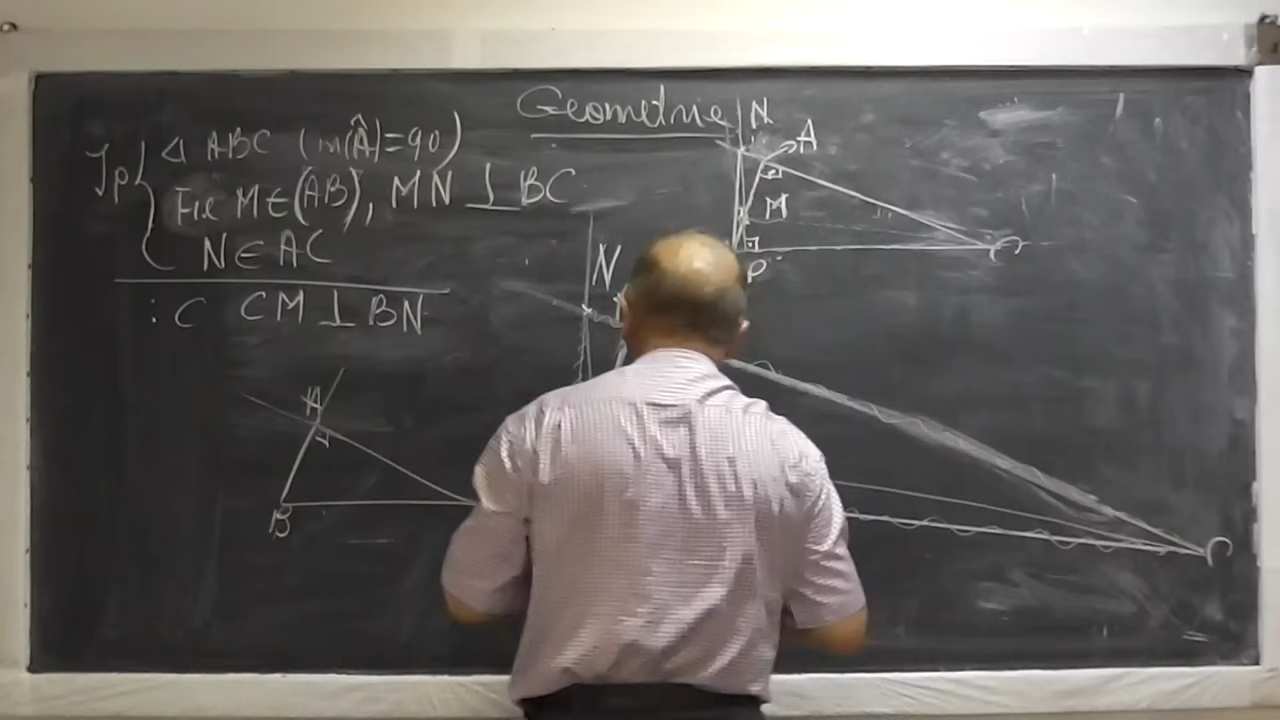 Geometrie
Ip { △ ABC (m(Â)=90)
Fie M∈(AB), MN ⊥ BC
N∈AC
: C CM⊥BN
N
A
M
P
C
N
A
B
C